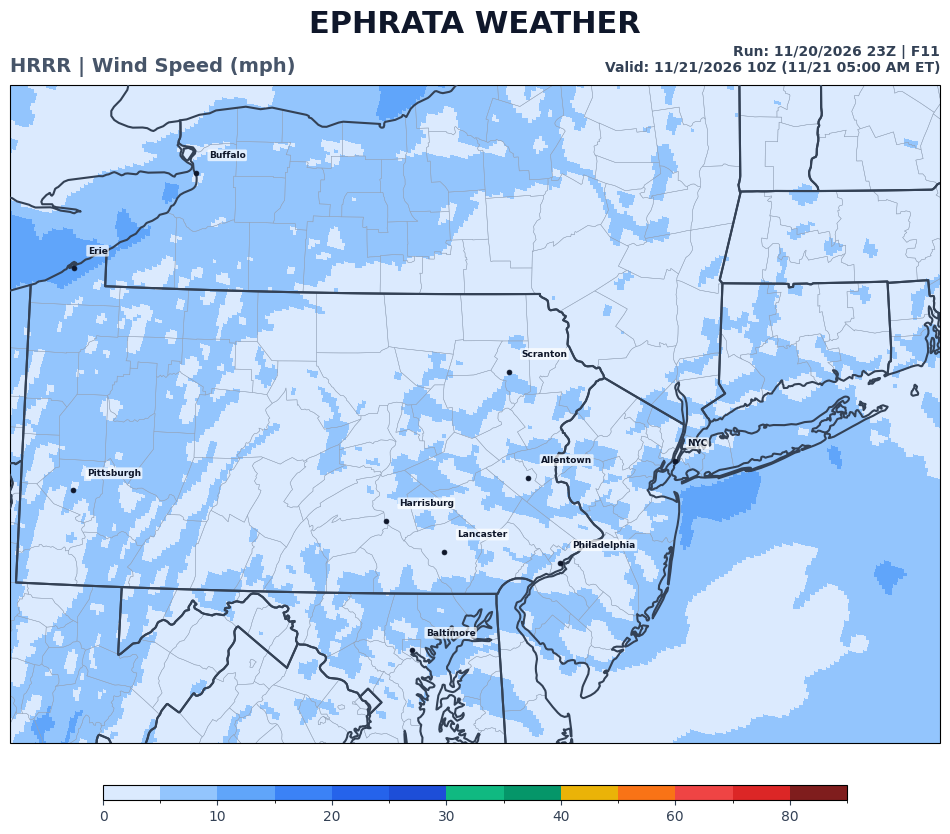 EPHRATA WEATHER
HRRR | Wind Speed (mph)
Run: 11/20/2026 23Z | F11
Valid: 11/21/2026 10Z (11/21 05:00 AM ET)
Buffalo
Erie
Scranton
NYC
Allentown
Pittsburgh
Harrisburg
Lancaster
Philadelphia
Baltimore
0 10 20 30 40 50 60 70 80